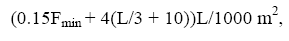 (0.15Fmin + 4(L/3 + 10))L/1000 m²,